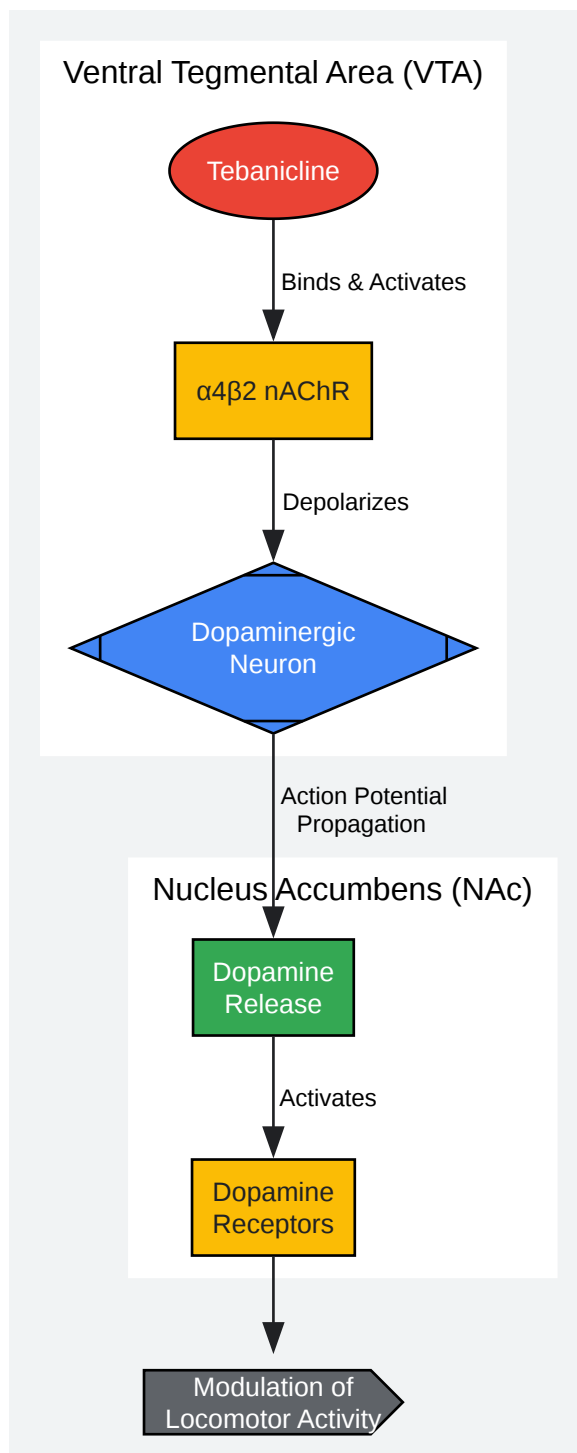 Ventral Tegmental Area (VTA)
Tebanicline
Binds & Activates
α4β2 nAChR
Depolarizes
Dopaminergic
Neuron
Action Potential
Propagation
Nucleus Accumbens (NAc)
Dopamine
Release
Activates
Dopamine
Receptors
Modulation of
Locomotor Activity